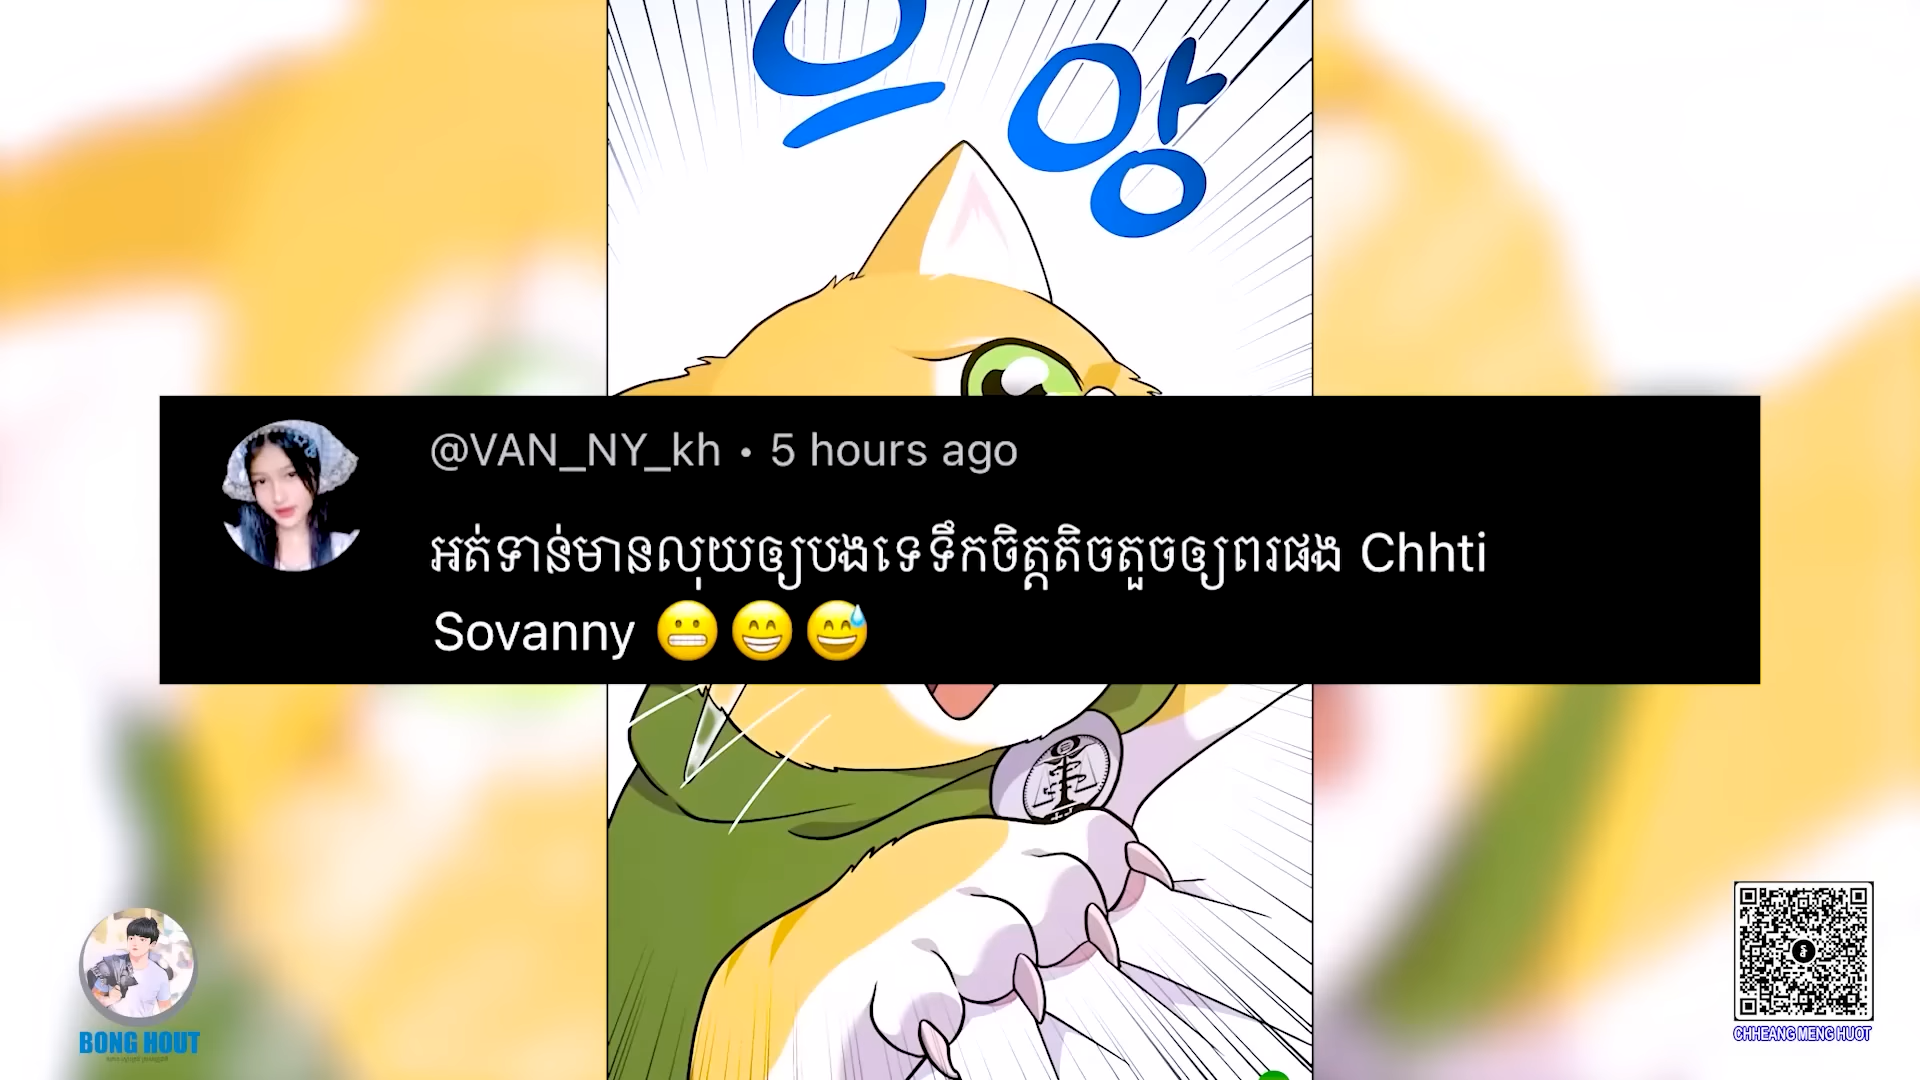 으
앙
@VAN_NY_kh • 5 hours ago
អត់ទាន់មានលុយឲ្យបងទេទឹកចិត្តតិចតួចឲ្យពរផង Chhti
Sovanny 😬😁😅
BONG HOUT
CHHEANG MENG HUOT